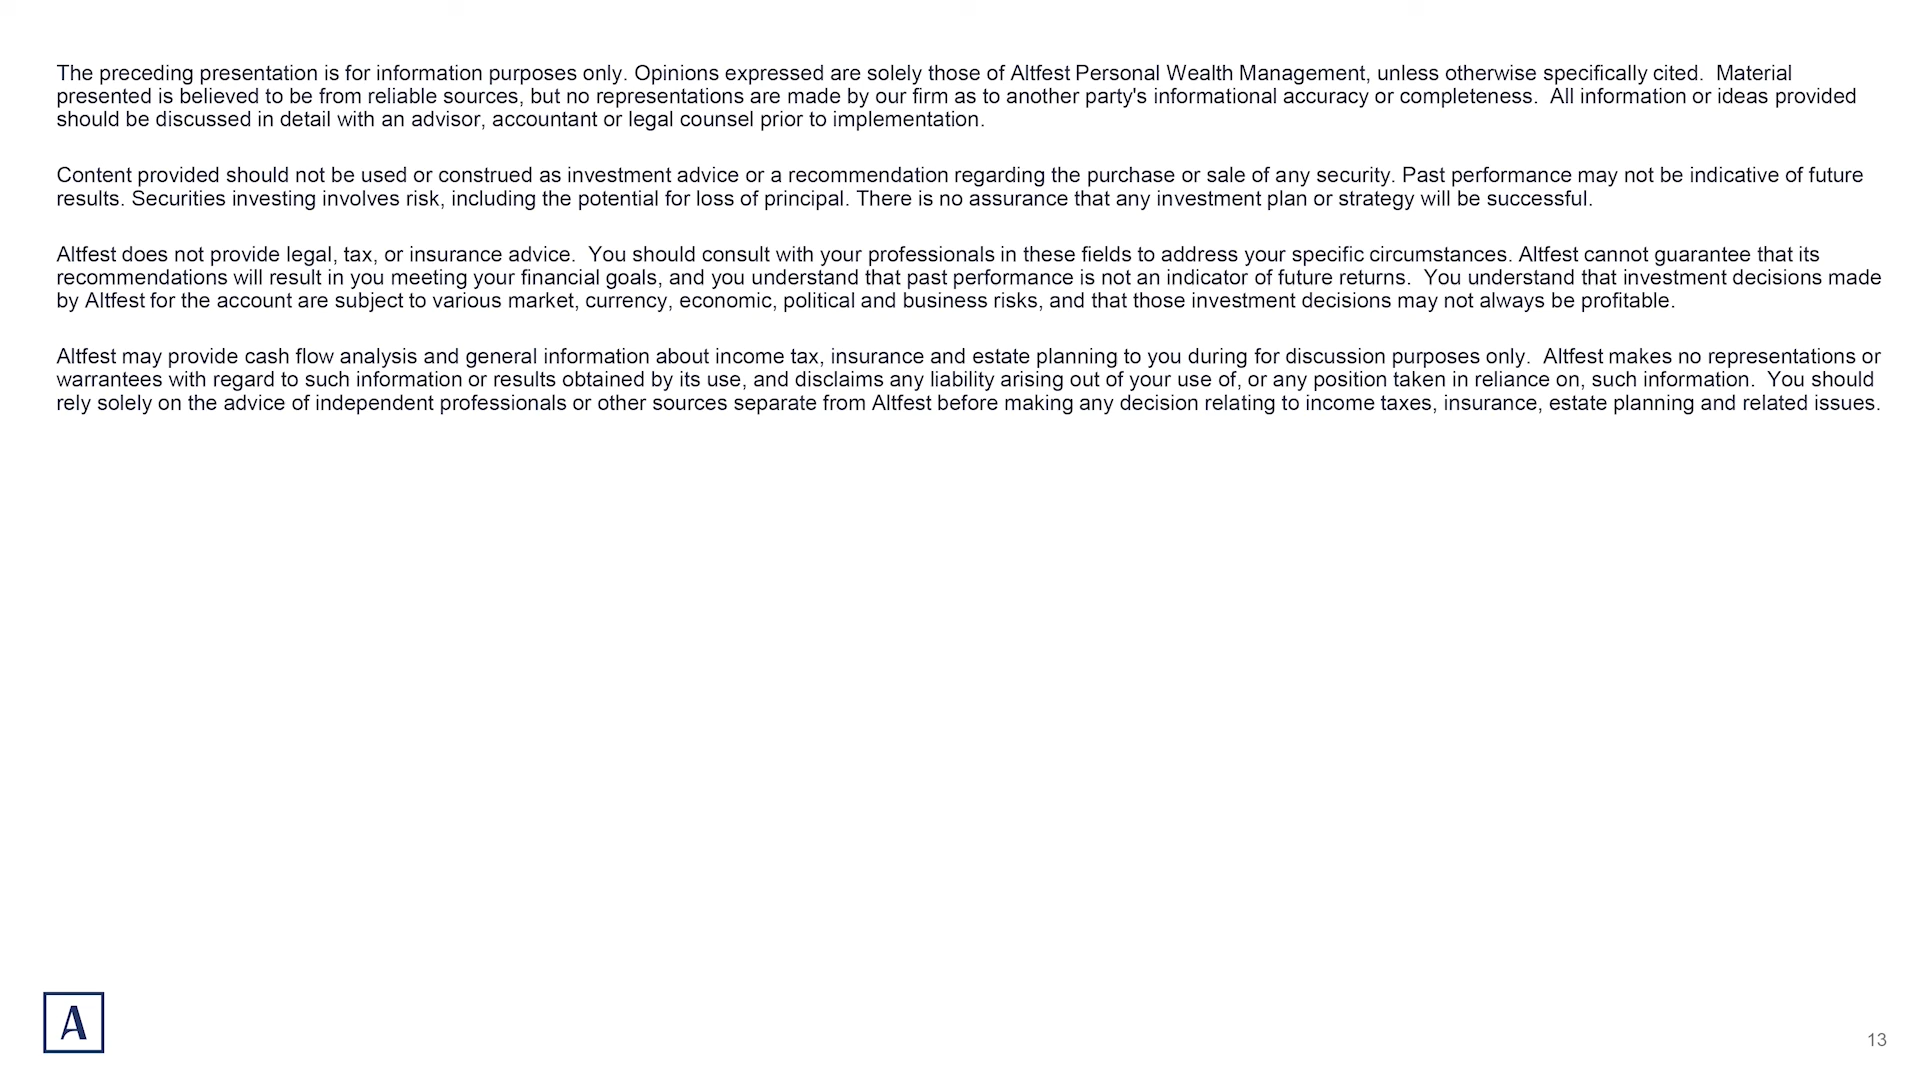 The preceding presentation is for information purposes only. Opinions expressed are solely those of Altfest Personal Wealth Management, unless otherwise specifically cited.  Material
presented is believed to be from reliable sources, but no representations are made by our firm as to another party's informational accuracy or completeness.  All information or ideas provided
should be discussed in detail with an advisor, accountant or legal counsel prior to implementation.
Content provided should not be used or construed as investment advice or a recommendation regarding the purchase or sale of any security. Past performance may not be indicative of future
results. Securities investing involves risk, including the potential for loss of principal. There is no assurance that any investment plan or strategy will be successful.
Altfest does not provide legal, tax, or insurance advice.  You should consult with your professionals in these fields to address your specific circumstances. Altfest cannot guarantee that its
recommendations will result in you meeting your financial goals, and you understand that past performance is not an indicator of future returns.  You understand that investment decisions made
by Altfest for the account are subject to various market, currency, economic, political and business risks, and that those investment decisions may not always be profitable.
Altfest may provide cash flow analysis and general information about income tax, insurance and estate planning to you during for discussion purposes only.  Altfest makes no representations or
warrantees with regard to such information or results obtained by its use, and disclaims any liability arising out of your use of, or any position taken in reliance on, such information.  You should
rely solely on the advice of independent professionals or other sources separate from Altfest before making any decision relating to income taxes, insurance, estate planning and related issues.
A
13